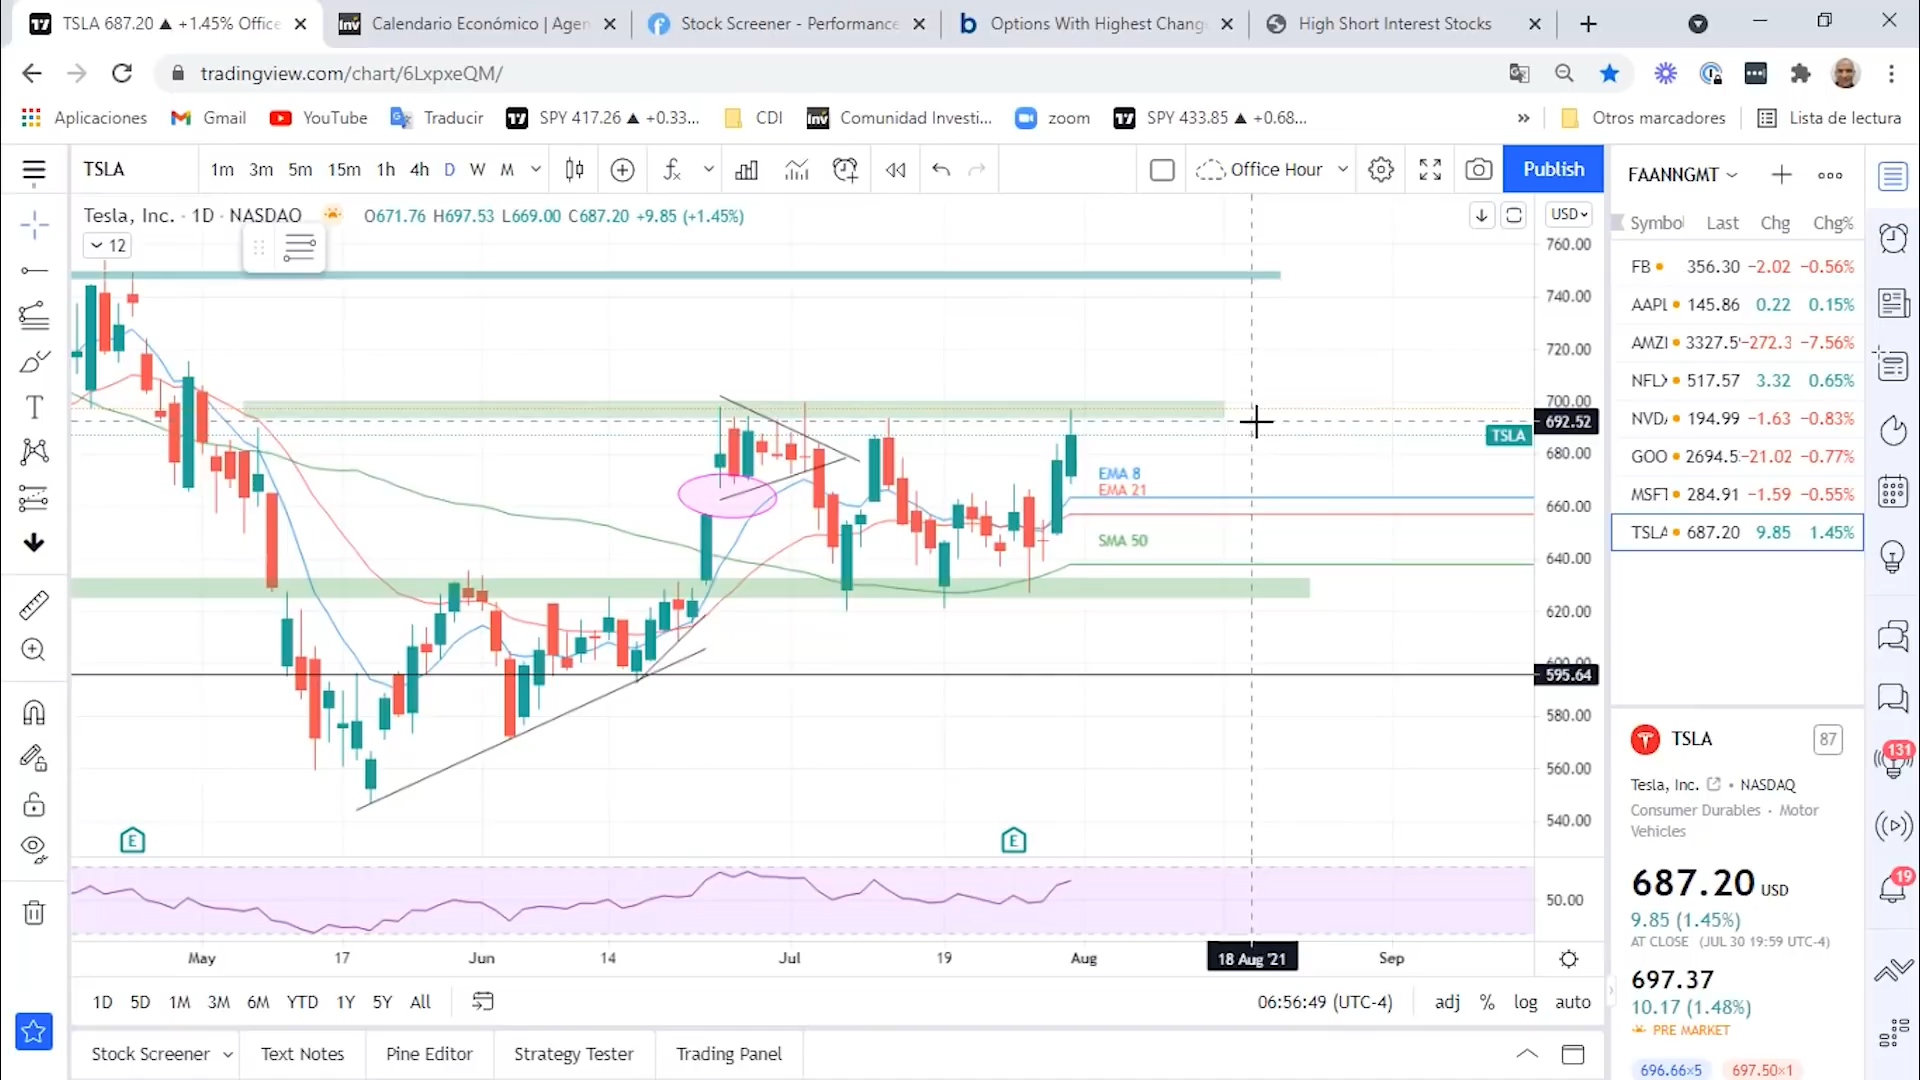 TSLA 687.20 ▲ +1.45% Office
Calendario Económico | Agen
Stock Screener - Performance
Options With Highest Chang
High Short Interest Stocks
tradingview.com/chart/6LxpxeQM/
Aplicaciones
Gmail
YouTube
Traducir
SPY 417.26 ▲ +0.33...
CDI
Comunidad Investi...
zoom
SPY 433.85 ▲ +0.68...
»
Otros marcadores
Lista de lectura
TSLA
1m 3m 5m 15m 1h 4h D W M
Office Hour
Publish
FAANNGMT
Tesla, Inc. · 1D · NASDAQ
O671.76 H697.53 L669.00 C687.20 +9.85 (+1.45%)
USD
12
Symbol Last Chg Chg%
FB 356.30 −2.02 −0.56%
AAPL 145.86 0.22 0.15%
AMZ 3327.5 −272.3 −7.56%
NFL 517.57 3.32 0.65%
NVD 194.99 −1.63 −0.83%
GOO 2694.5 −21.02 −0.77%
MSFT 284.91 −1.59 −0.55%
TSLA 687.20 9.85 1.45%
760.00
740.00
720.00
700.00
692.52
TSLA
680.00
660.00
640.00
620.00
600.00
595.64
580.00
560.00
540.00
50.00
EMA 8
EMA 21
SMA 50
E
E
May 17 Jun 14 Jul 19 Aug 18 Aug '21 Sep
1D 5D 1M 3M 6M YTD 1Y 5Y All
06:56:49 (UTC-4)
adj % log auto
Stock Screener
Text Notes
Pine Editor
Strategy Tester
Trading Panel
TSLA
87
Tesla, Inc. • NASDAQ
Consumer Durables · Motor
Vehicles
687.20 USD
9.85 (1.45%)
AT CLOSE (JUL 30 19:59 UTC-4)
697.37
10.17 (1.48%)
PRE MARKET
696.66×5
697.50×1
131
19